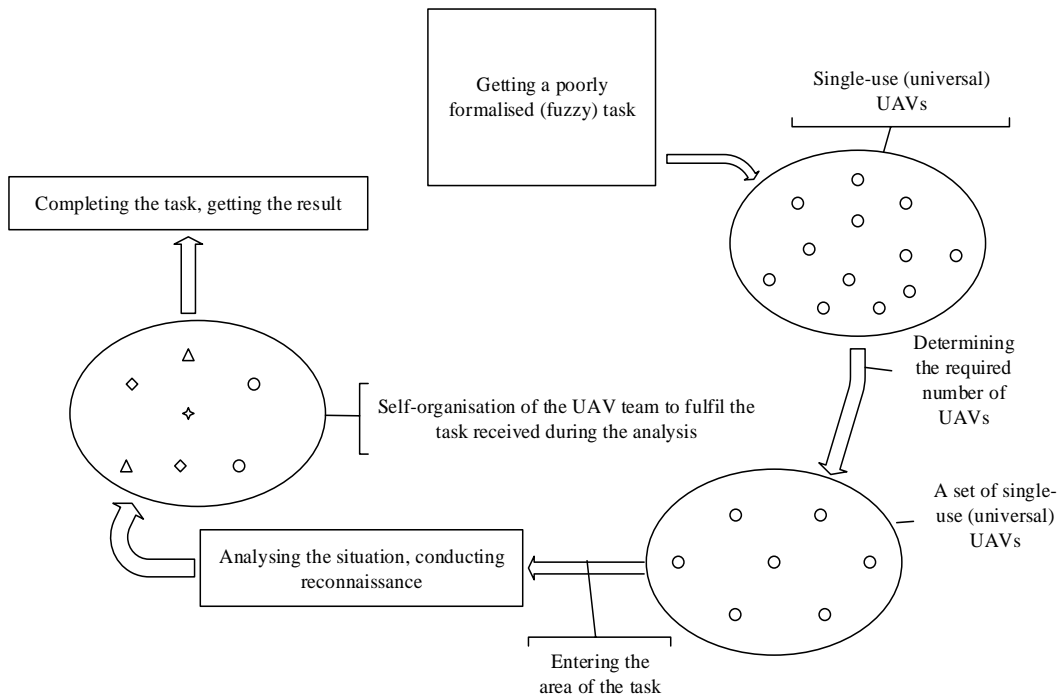 Getting a poorly
formalised (fuzzy) task
Single-use (universal)
UAVs
Determining
the required
number of
UAVs
A set of single-
use (universal)
UAVs
Entering the
area of the task
Analysing the situation, conducting
reconnaissance
Self-organisation of the UAV team to fulfil the
task received during the analysis
Completing the task, getting the result